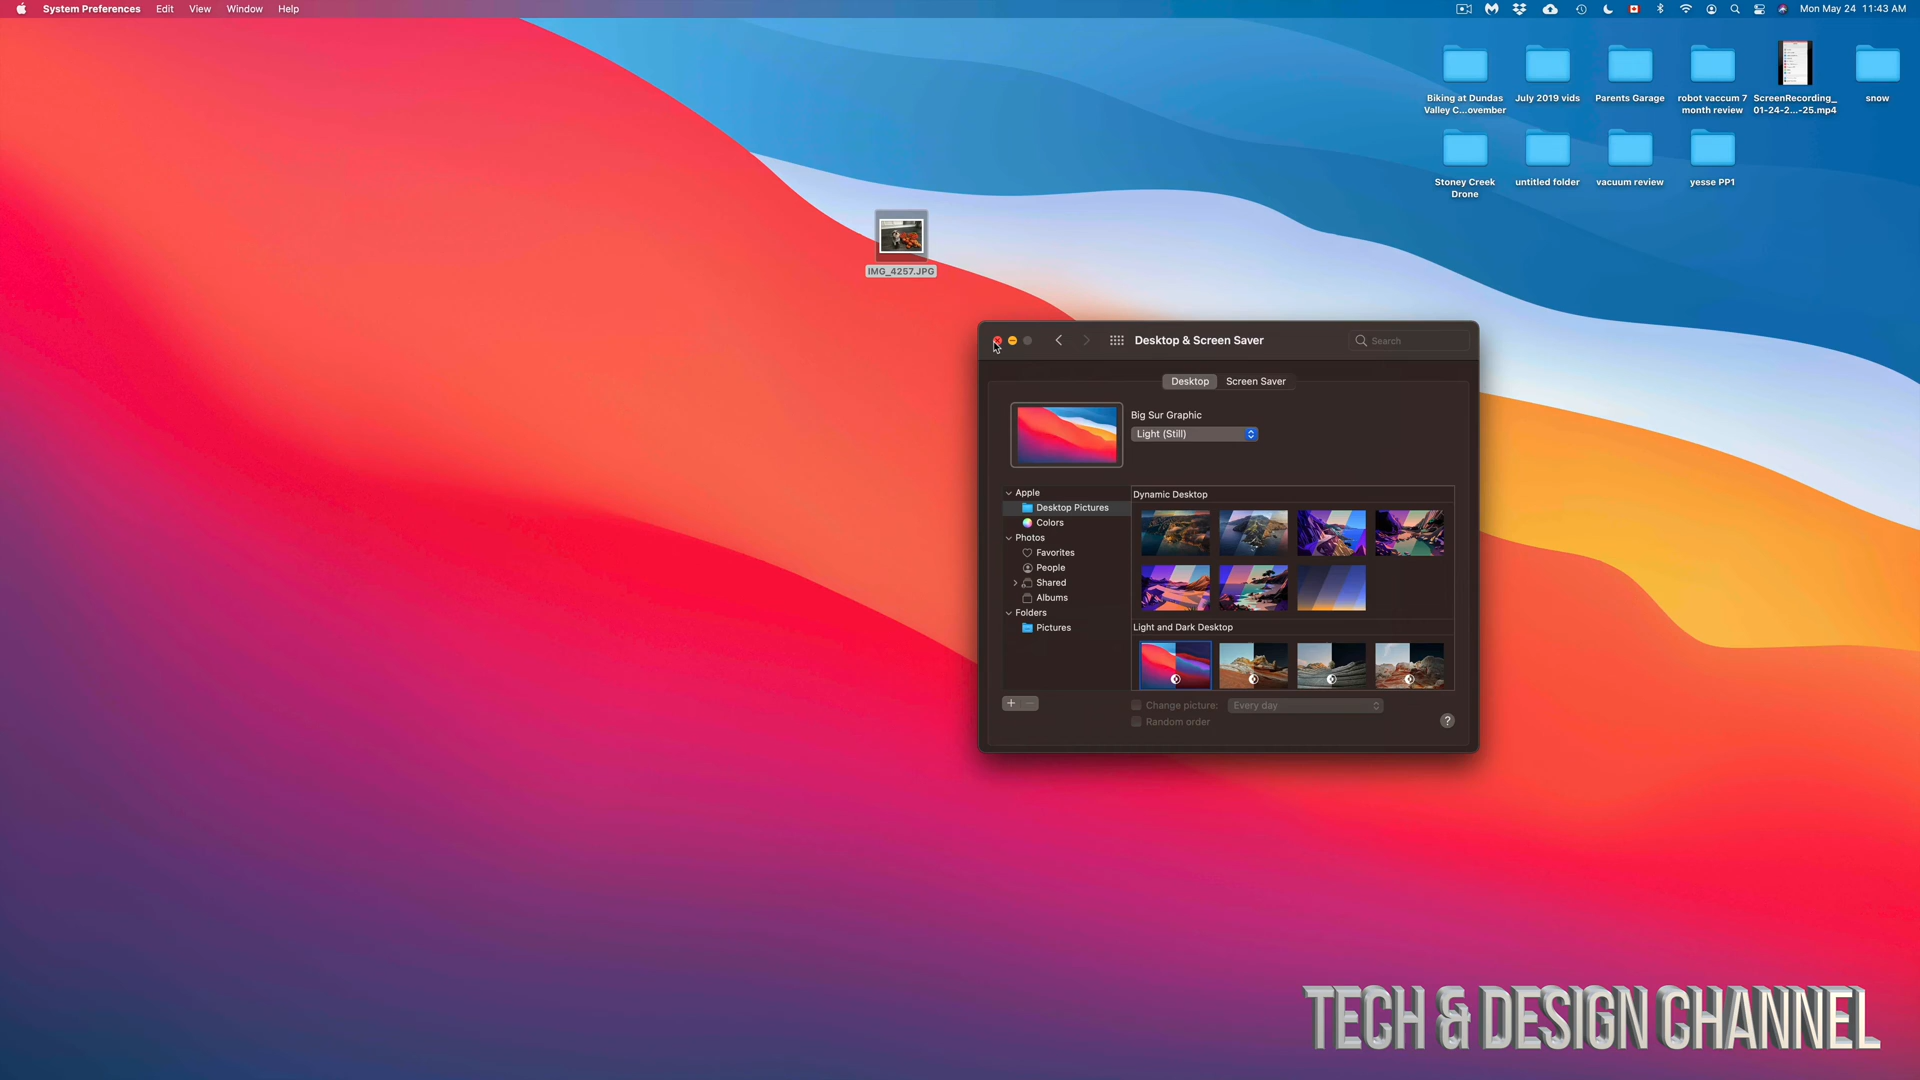 System Preferences Edit View Window Help
Mon May 24 11:43 AM
Biking at Dundas
Valley C...ovember
July 2019 vids
Parents Garage
robot vaccum 7
month review
ScreenRecording_
01-24-2...-25.mp4
snow
Stoney Creek
Drone
untitled folder
vacuum review
yesse PP1
IMG_4257.JPG
Desktop & Screen Saver
Search
Desktop
Screen Saver
Big Sur Graphic
Light (Still)
Apple
Desktop Pictures
Colors
Photos
Favorites
People
Shared
Albums
Folders
Pictures
Dynamic Desktop
Light and Dark Desktop
+ −
Change picture:
Every day
Random order
?
TECH & DESIGN CHANNEL